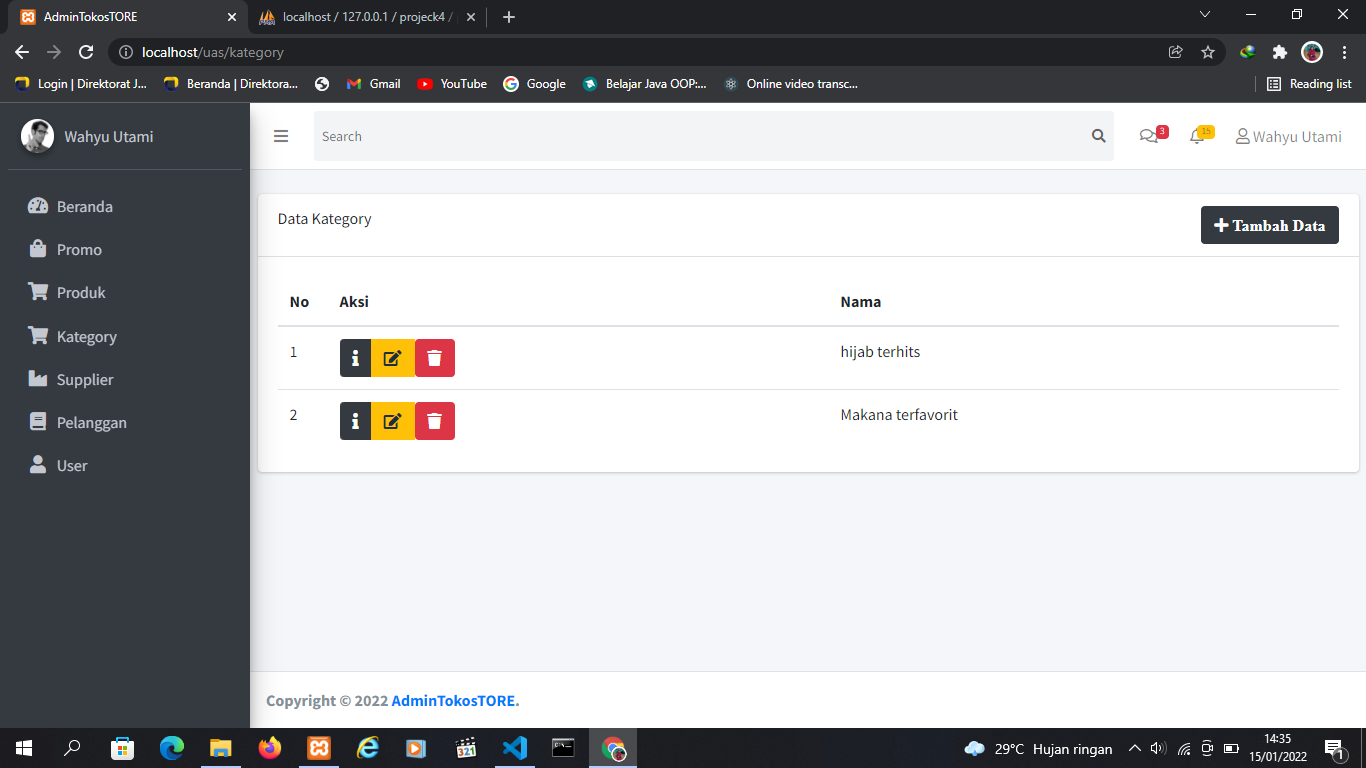 AdminTokosTORE
localhost / 127.0.0.1 / projeck4 /
localhost/uas/kategory
Login | Direktorat J...
Beranda | Direktora...
Gmail
YouTube
Google
Belajar Java OOP:...
Online video transc...
Reading list
Wahyu Utami
Search
3
15
Wahyu Utami
Beranda
Promo
Produk
Kategory
Supplier
Pelanggan
User
Data Kategory
Tambah Data
No Aksi Nama
1 hijab terhits
2 Makana terfavorit
Copyright © 2022 AdminTokosTORE.
321
29°C Hujan ringan
14:35
15/01/2022
1